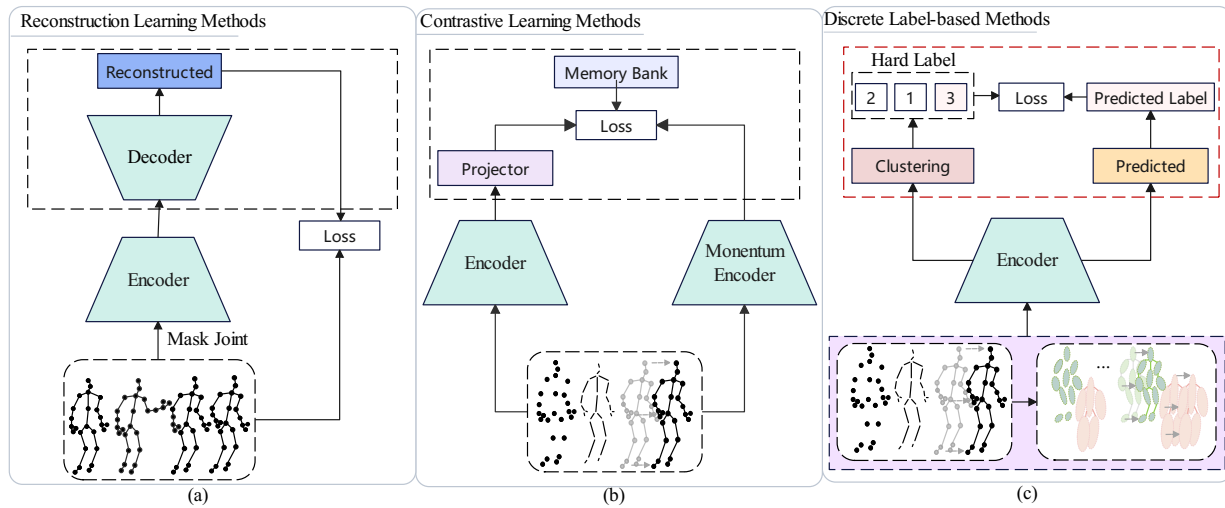 Reconstruction Learning Methods
Reconstructed
Decoder
Loss
Encoder
Mask Joint
(a)
Contrastive Learning Methods
Memory Bank
Loss
Projector
Encoder
Momentum
Encoder
(b)
Discrete Label-based Methods
Hard Label
2 1 3
Loss
Predicted Label
Clustering
Predicted
Encoder
...
(c)